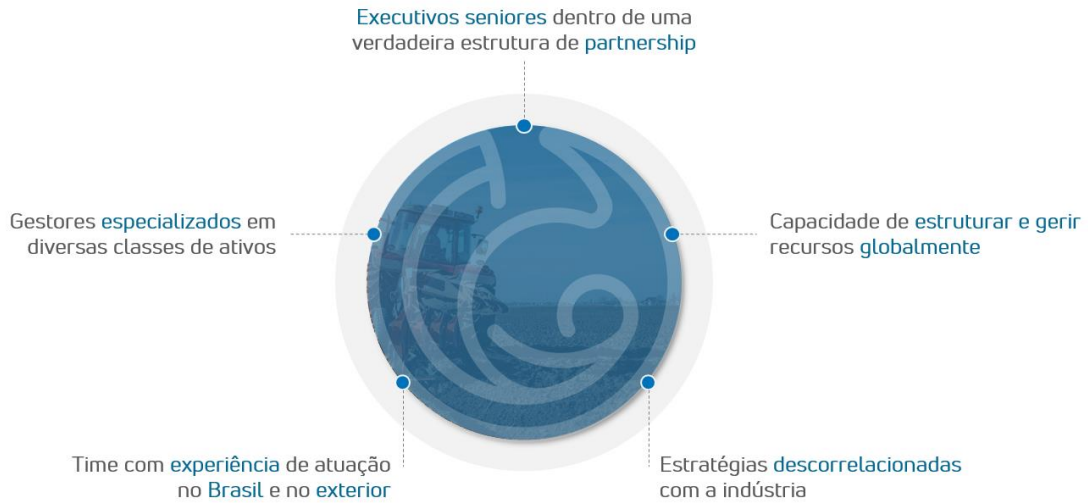 Executivos seniores dentro de uma
verdadeira estrutura de partnership
Gestores especializados em
diversas classes de ativos
Capacidade de estruturar e gerir
recursos globalmente
Time com experiência de atuação
no Brasil e no exterior
Estratégias descorrelacionadas
com a indústria